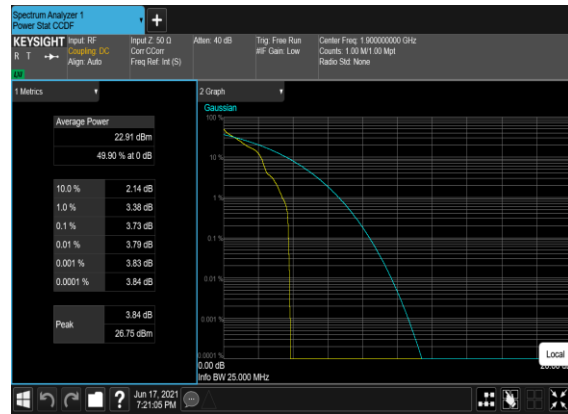 Spectrum Analyzer 1
Power Stat CCDF
KEYSIGHT
R T
Input: RF
Coupling: DC
Align: Auto
Input Z: 50 Ω
Corr CCorr
Freq Ref: Int (S)
Atten: 40 dB
Trig: Free Run
#IF Gain: Low
Center Freq: 1.900000000 GHz
Counts: 1.00 M/1.00 Mpt
Radio Std: None
1 Metrics
Average Power
22.91 dBm
49.90 % at 0 dB
10.0 % 2.14 dB
1.0 % 3.38 dB
0.1 % 3.73 dB
0.01 % 3.79 dB
0.001 % 3.83 dB
0.0001 % 3.84 dB
Peak
3.84 dB
26.75 dBm
2 Graph
Gaussian
100 %
10 %
1 %
0.1 %
0.01 %
0.001 %
0.0001 %
0.00 dB
Info BW 25.000 MHz
Local
? Jun 17, 2021
7:21:05 PM